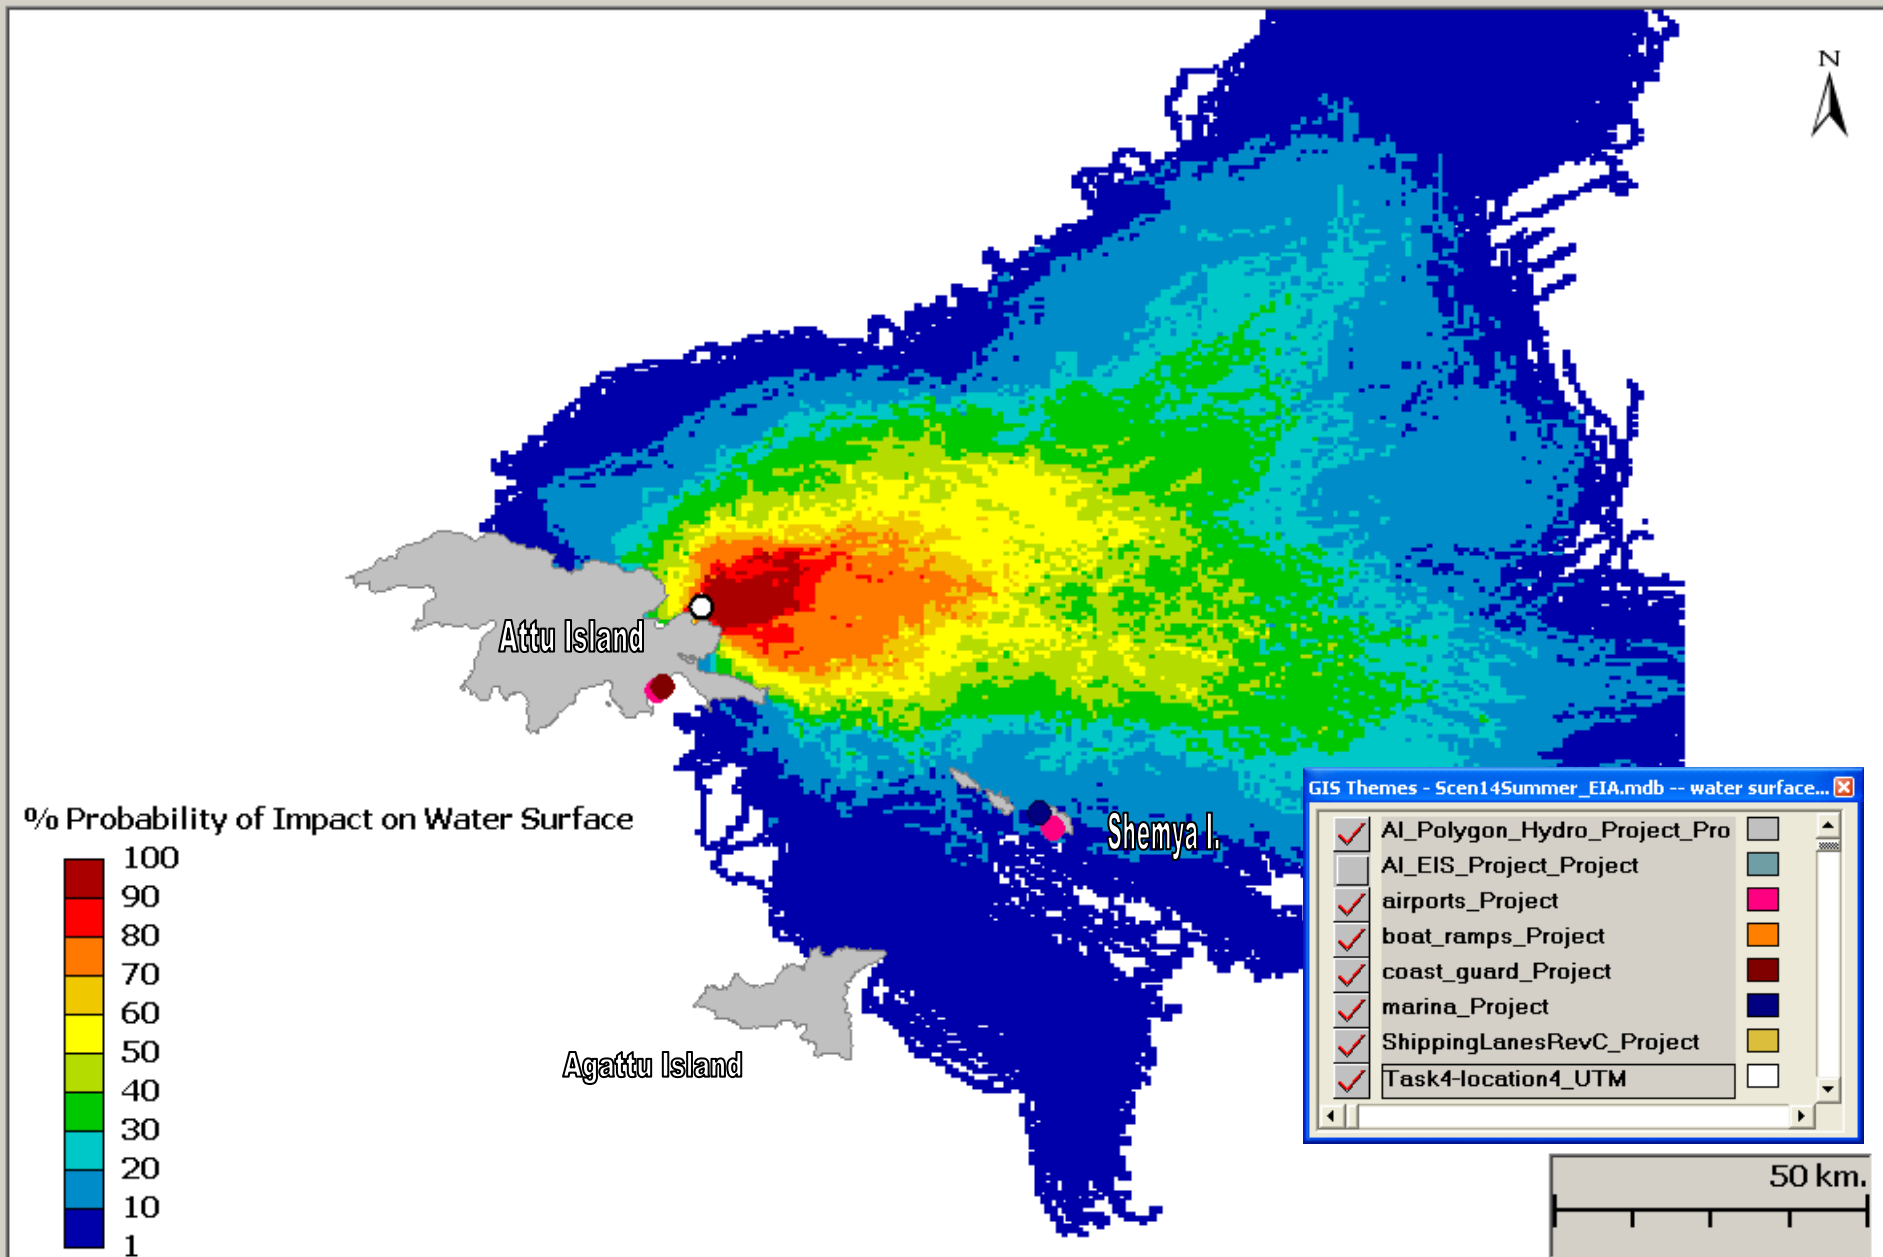 N
Attu Island
Shemya I.
Agattu Island
% Probability of Impact on Water Surface
100
90
80
70
60
50
40
30
20
10
1
GIS Themes - Scen14Summer_EIA.mdb -- water surface...
AI_Polygon_Hydro_Project_Pro
AI_EIS_Project_Project
airports_Project
boat_ramps_Project
coast_guard_Project
marina_Project
ShippingLanesRevC_Project
Task4-location4_UTM
50 km.